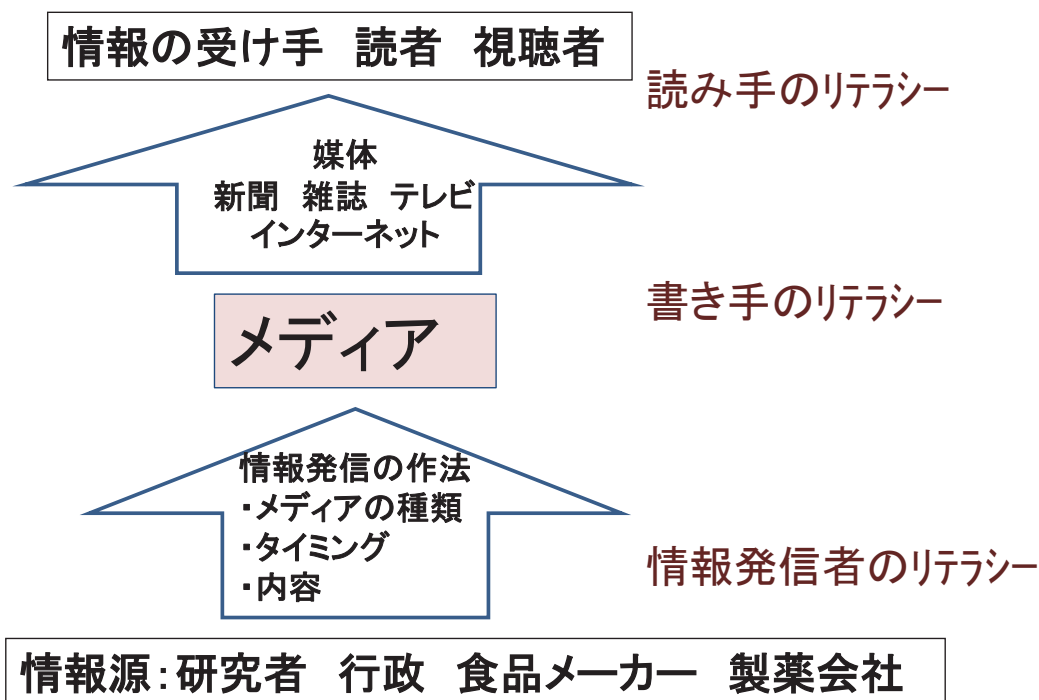 情報の受け手　読者　視聴者
読み手のリテラシー
媒体
新聞　雑誌　テレビ
インターネット
書き手のリテラシー
メディア
情報発信の作法
・メディアの種類
・タイミング
・内容
情報発信者のリテラシー
情報源：研究者　行政　食品メーカー　製薬会社